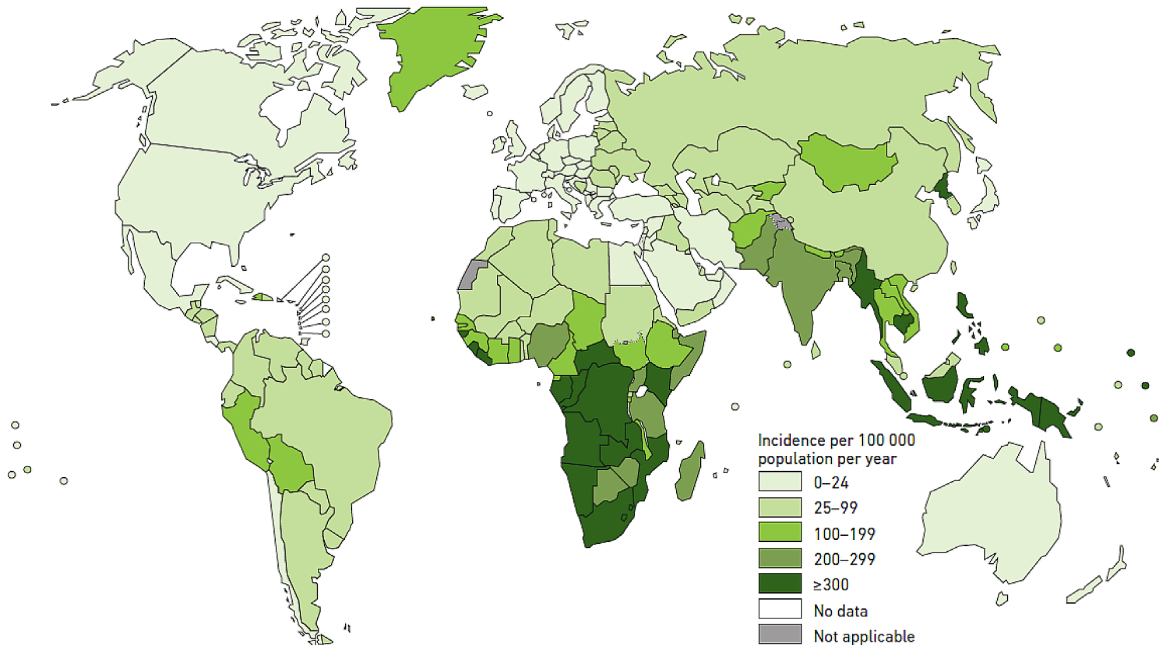 Incidence per 100 000
population per year
0–24
25–99
100–199
200–299
≥300
No data
Not applicable